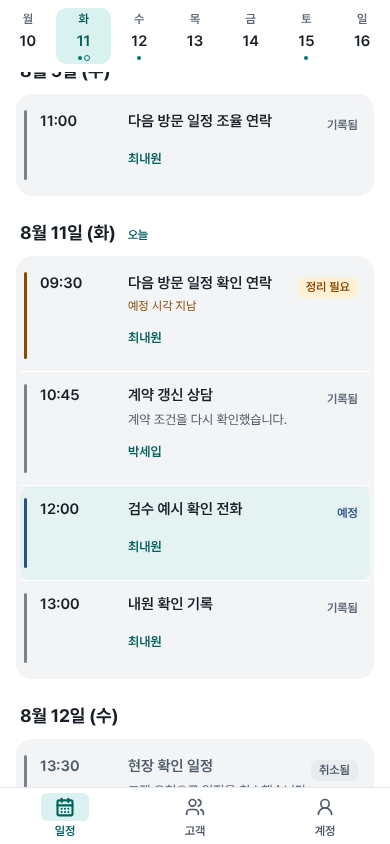 월 화 수 목 금 토 일
10 11 12 13 14 15 16
11:00 다음 방문 일정 조율 연락 기록됨
최내원
8월 11일 (화) 오늘
09:30 다음 방문 일정 확인 연락 정리 필요
예정 시각 지남
최내원
10:45 계약 갱신 상담 기록됨
계약 조건을 다시 확인했습니다.
박세입
12:00 검수 예시 확인 전화 예정
최내원
13:00 내원 확인 기록 기록됨
최내원
8월 12일 (수)
13:30 현장 확인 일정 취소됨
일정 고객 계정